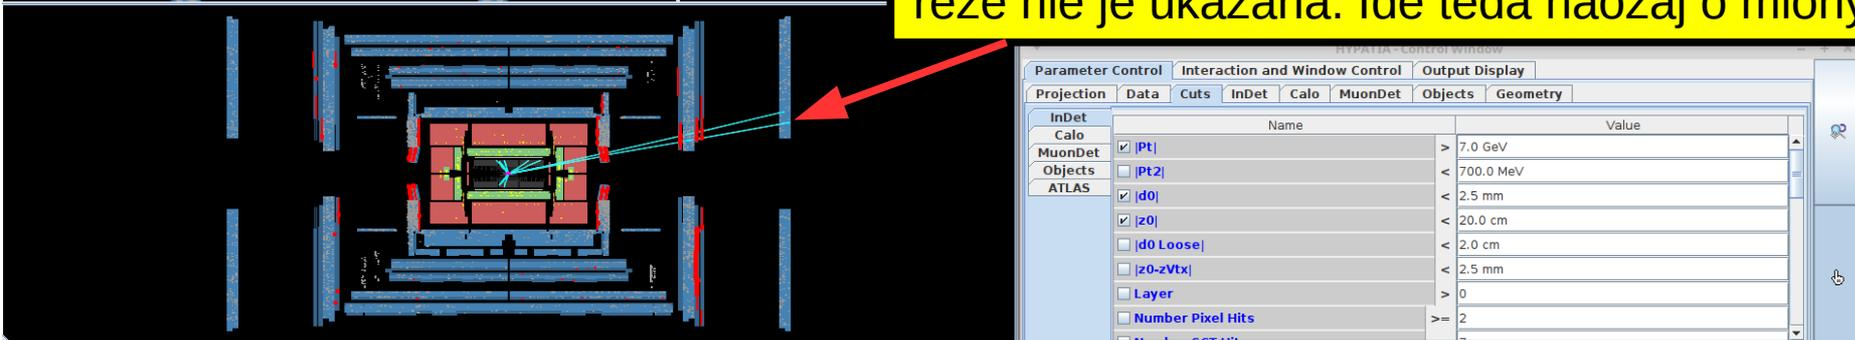 reze nie je ukázaná. Ide teda naozaj o mióny
HYPATIA - Control Window
Parameter Control Interaction and Window Control Output Display
Projection Data Cuts InDet Calo MuonDet Objects Geometry
InDet
Calo
MuonDet
Objects
ATLAS
Name Value
|Pt| > 7.0 GeV
|Pt2| < 700.0 MeV
|d0| < 2.5 mm
|z0| < 20.0 cm
|d0 Loose| < 2.0 cm
|z0-zVtx| < 2.5 mm
Layer > 0
Number Pixel Hits >= 2